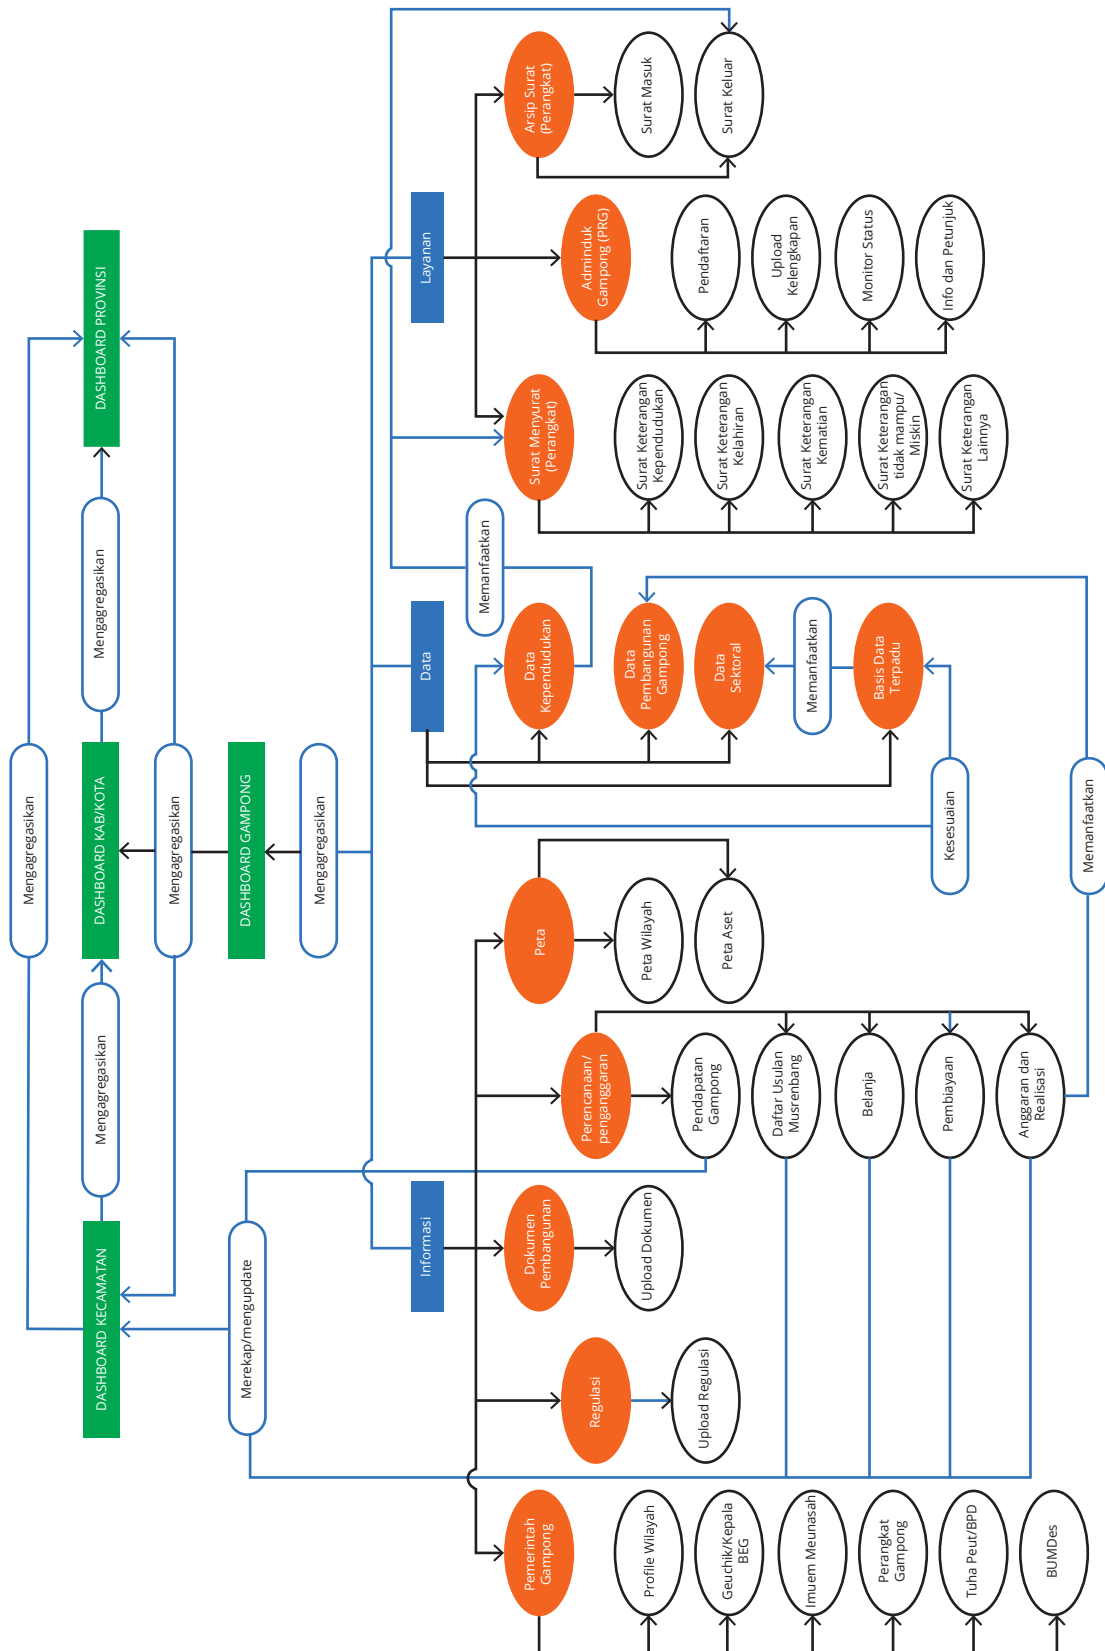 Mengagregasikan
DASHBOARD KECAMATAN
Mengagregasikan
DASHBOARD KAB/KOTA
Mengagregasikan
DASHBOARD PROVINSI
Mengagregasikan
Merekap/mengupdate
DASHBOARD GAMPONG
Mengagregasikan
Informasi
Data
Layanan
Memanfaatkan
Pemerintah
Gampong
Regulasi
Dokumen
Pembangunan
Perencanaan/
penganggaran
Peta
Data
Kependudukan
Surat Menyurat
(Perangkat)
Adminduk
Gampong (PRG)
Arsip Surat
(Perangkat)
Profile Wilayah
Geuchik/Kepala
BEG
Imuem Meunasah
Perangkat
Gampong
Tuha Peut/BPD
BUMDes
Upload Regulasi
Upload Dokumen
Pendapatan
Gampong
Daftar Usulan
Musrenbang
Belanja
Pembiayaan
Anggaran dan
Realisasi
Peta Wilayah
Peta Aset
Data
Pembangunan
Gampong
Data
Sektoral
Memanfaatkan
Basis Data
Terpadu
Kesesuaian
Memanfaatkan
Surat Keterangan
Kependudukan
Surat Keterangan
Kelahiran
Surat Keterangan
Kematian
Surat Keterangan
tidak mampu/
Miskin
Surat Keterangan
Lainnya
Pendaftaran
Upload
Kelengkapan
Monitor Status
Info dan Petunjuk
Surat Masuk
Surat Keluar